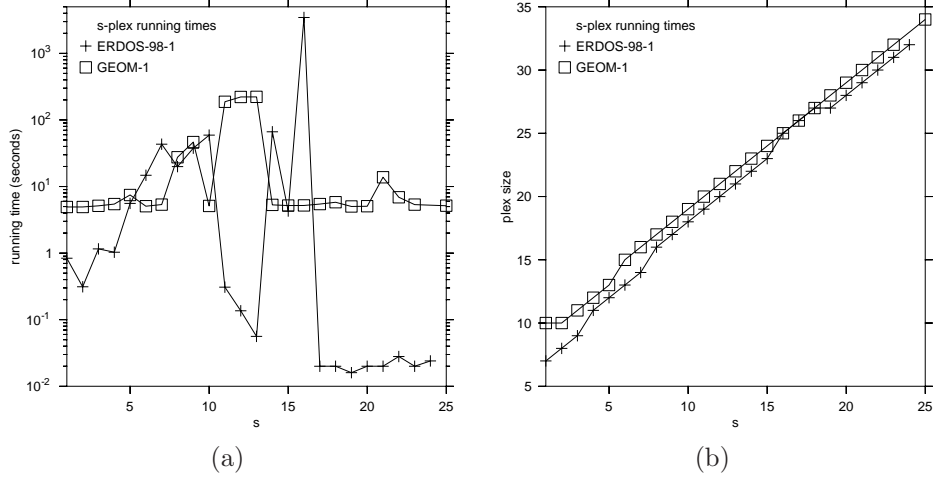 s-plex running times
ERDOS-98-1
GEOM-1
10^3
10^2
10^1
1
10^-1
10^-2
running time (seconds)
5 10 15 20 25
s
(a)
s-plex running times
ERDOS-98-1
GEOM-1
35
30
25
20
15
10
5
plex size
5 10 15 20 25
s
(b)